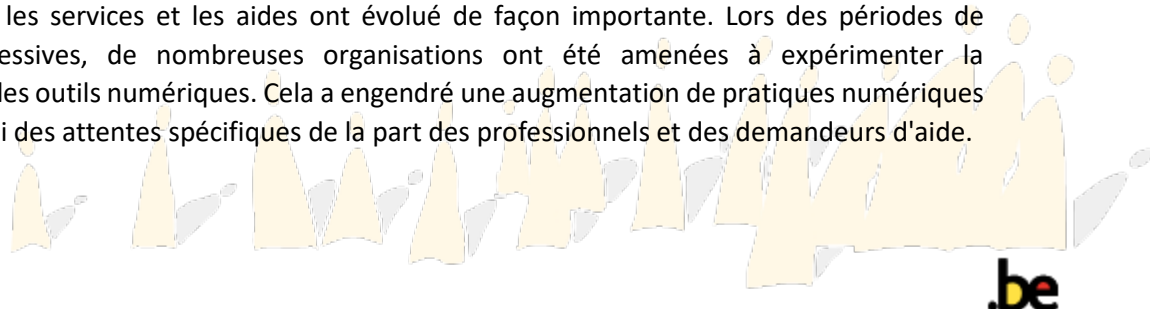 les services et les aides ont évolué de façon importante. Lors des périodes de
essives, de nombreuses organisations ont été amenées à expérimenter la
des outils numériques. Cela a engendré une augmentation de pratiques numériques
i des attentes spécifiques de la part des professionnels et des demandeurs d'aide.
.be